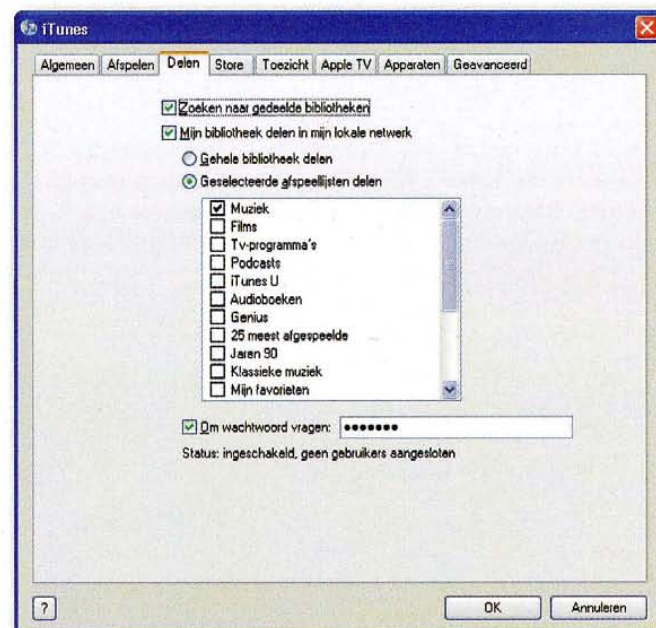 iTunes
Algemeen Afspelen Delen Store Toezicht Apple TV Apparaten Geavanceerd
Zoeken naar gedeelde bibliotheken
Mijn bibliotheek delen in mijn lokale netwerk
Gehele bibliotheek delen
Geselecteerde afspeellijsten delen
Muziek
Films
Tv-programma's
Podcasts
iTunes U
Audioboeken
Genius
25 meest afgespeelde
Jaren 90
Klassieke muziek
Mijn favorieten
Om wachtwoord vragen: •••••••
Status: ingeschakeld, geen gebruikers aangesloten
? OK Annuleren